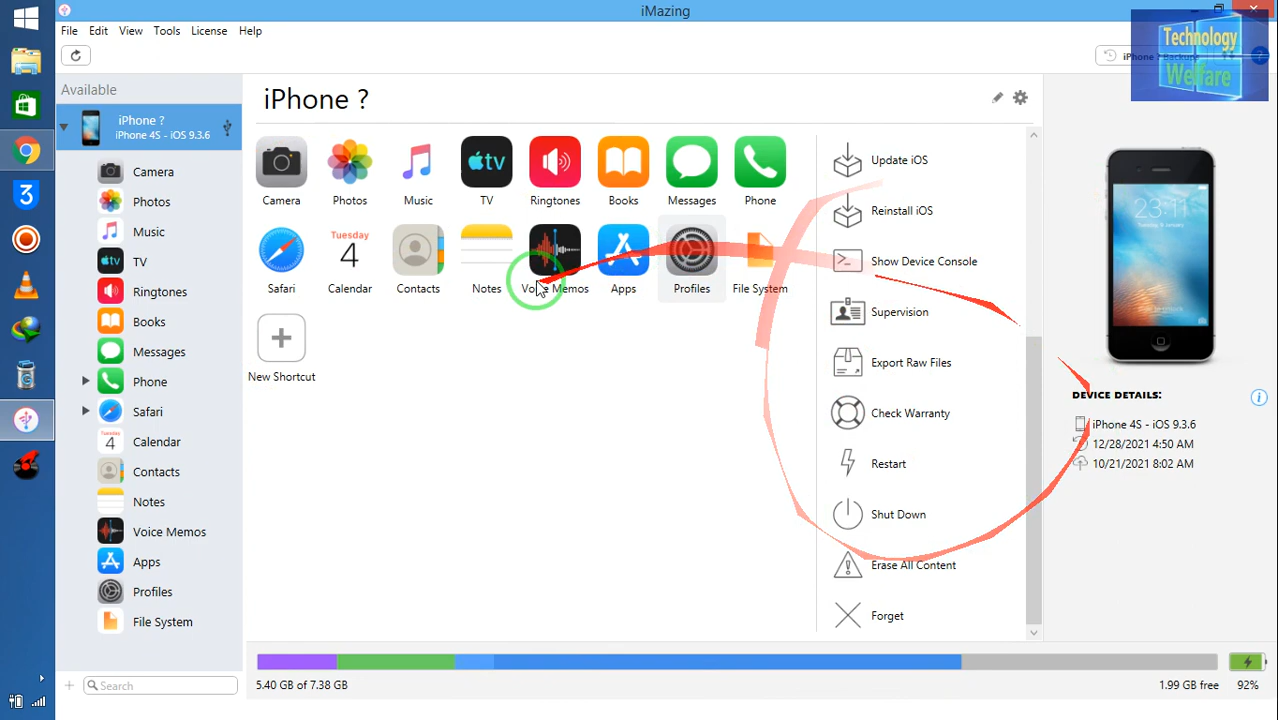 iMazing
File Edit View Tools License Help
Technology
Welfare
iPhone ? Backups
Available
iPhone ?
iPhone 4S - iOS 9.3.6
Camera
Photos
Music
TV
Ringtones
Books
Messages
Phone
Safari
Calendar
Contacts
Notes
Voice Memos
Apps
Profiles
File System
Search
iPhone ?
Camera Photos Music TV Ringtones Books Messages Phone
Tuesday
4
Safari Calendar Contacts Notes Voice Memos Apps Profiles File System
New Shortcut
Update iOS
Reinstall iOS
Show Device Console
Supervision
Export Raw Files
Check Warranty
Restart
Shut Down
Erase All Content
Forget
23:11
DEVICE DETAILS:
iPhone 4S - iOS 9.3.6
12/28/2021 4:50 AM
10/21/2021 8:02 AM
5.40 GB of 7.38 GB
1.99 GB free
92%